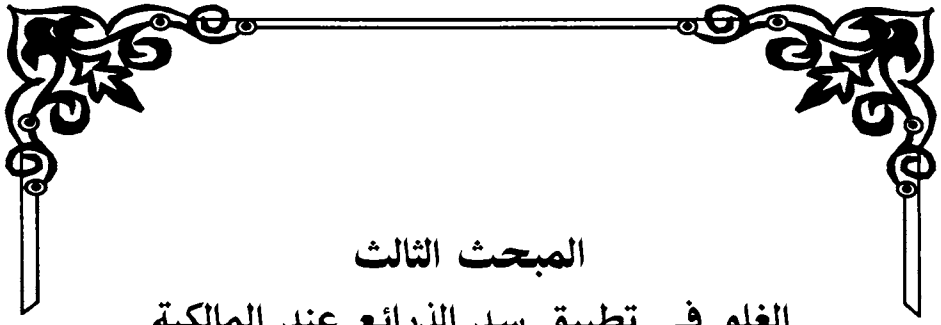 المبحث الثالث
الغلو في تطبيق سد الذرائع عند المالكية